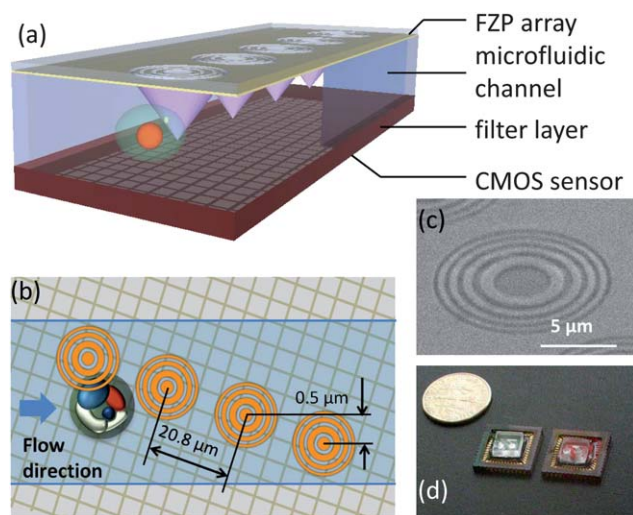 (a)
FZP array
microfluidic
channel
filter layer
CMOS sensor
(b)
0.5 μm
20.8 μm
Flow
direction
(c)
5 μm
(d)